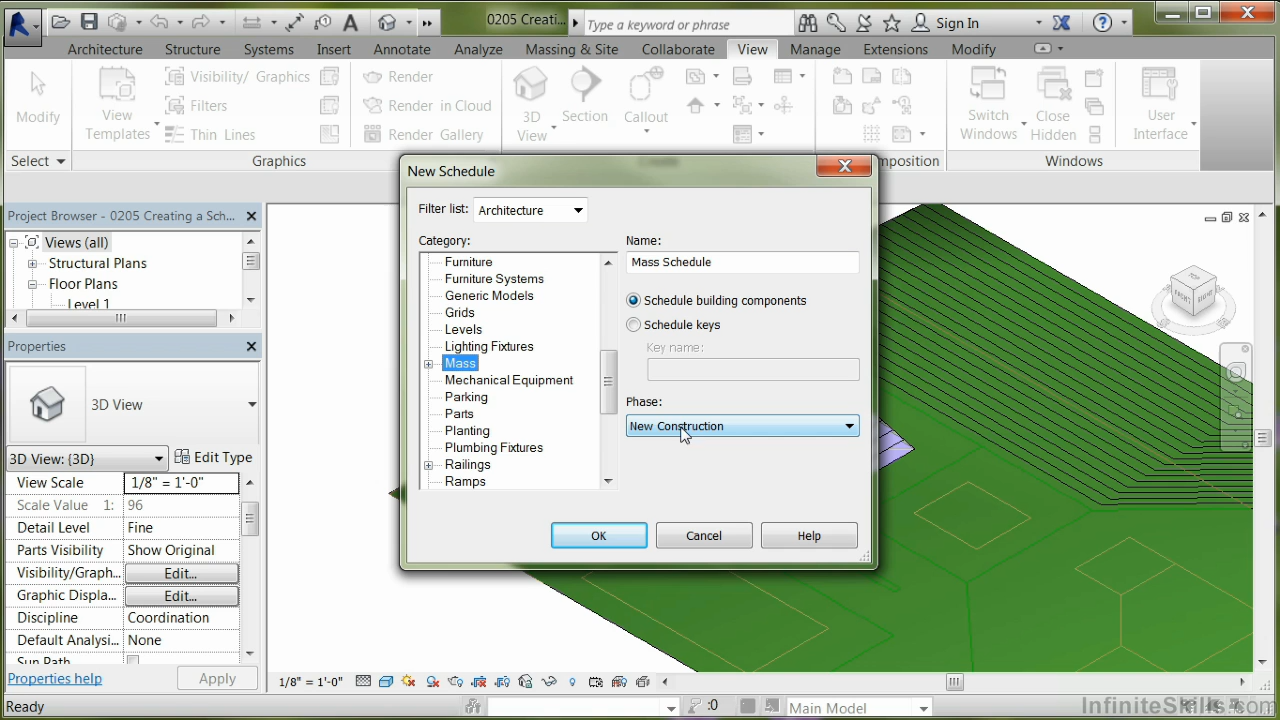 0205 Creati...
Type a keyword or phrase
Sign In
Architecture Structure Systems Insert Annotate Analyze Massing & Site Collaborate View Manage Extensions Modify
Modify
View Templates
Visibility/ Graphics
Filters
Thin Lines
Render
Render in Cloud
Render Gallery
3D View
Section
Callout
Switch Windows
Close Hidden
User Interface
Select
Graphics
Create
mposition
Windows
Project Browser - 0205 Creating a Sch...
Views (all)
Structural Plans
Floor Plans
Level 1
Properties
3D View
3D View: {3D}
Edit Type
View Scale 1/8" = 1'-0"
Scale Value 1: 96
Detail Level Fine
Parts Visibility Show Original
Visibility/Graph... Edit...
Graphic Displa... Edit...
Discipline Coordination
Default Analysi... None
Sun Path
Properties help
Apply
New Schedule
Filter list: Architecture
Category:
Furniture
Furniture Systems
Generic Models
Grids
Levels
Lighting Fixtures
Mass
Mechanical Equipment
Parking
Parts
Planting
Plumbing Fixtures
Railings
Ramps
Name:
Mass Schedule
Schedule building components
Schedule keys
Key name:
Phase:
New Construction
OK
Cancel
Help
TOP
FRONT
1/8" = 1'-0"
Ready
:0
Main Model
InfiniteSkills.com